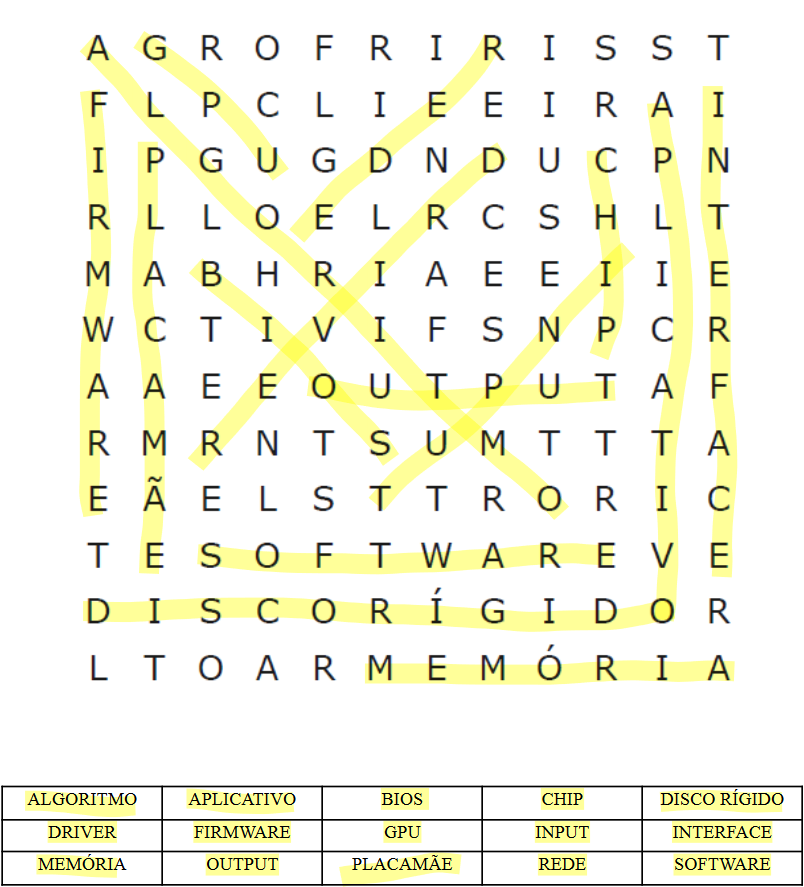 A G R O F R I R I S S T
F L P C L I E E I R A I
I P G U G D N D U C P N
R L L O E L R C S H L T
M A B H R I A E E I I E
W C T I V I F S N P C R
A A E E O U T P U T A F
R M R N T S U M T T T A
E Ã E L S T T R O R I C
T E S O F T W A R E V E
D I S C O R Í G I D O R
L T O A R M E M Ó R I A
ALGORITMO APLICATIVO BIOS CHIP DISCO RÍGIDO
DRIVER FIRMWARE GPU INPUT INTERFACE
MEMÓRIA OUTPUT PLACAMÃE REDE SOFTWARE